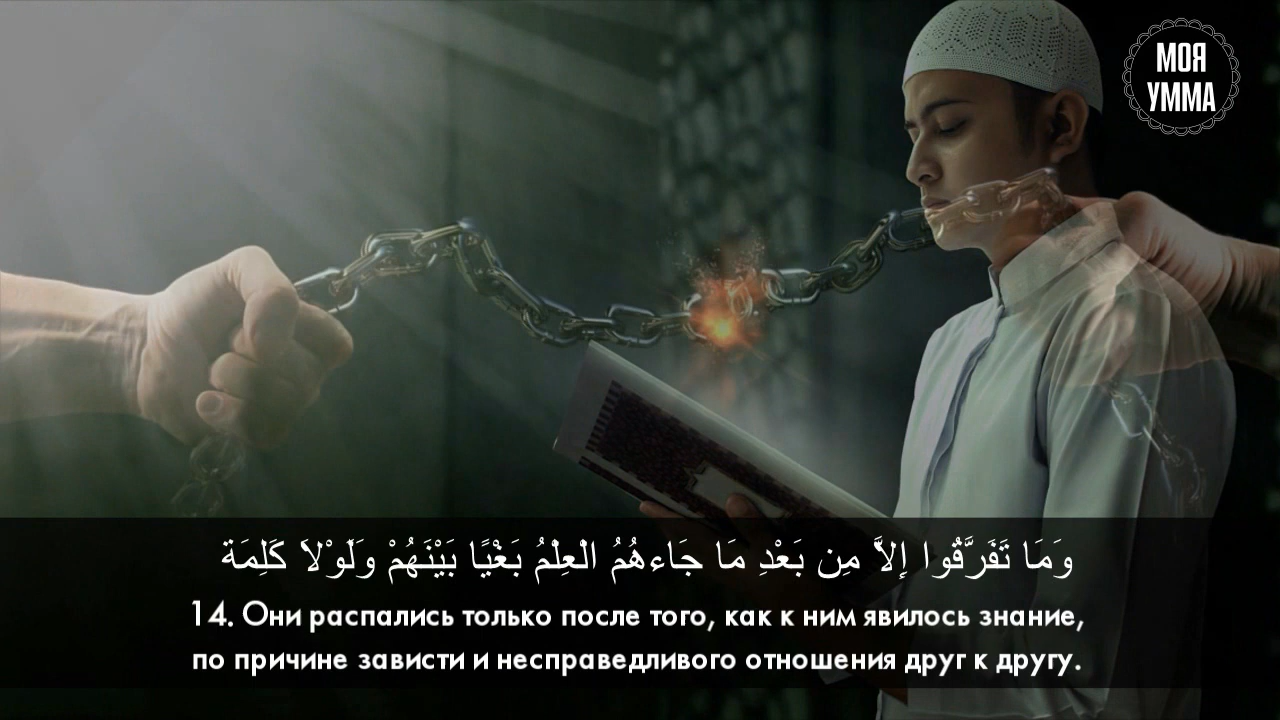 МОЯ
УММА
وَمَا تَفَرَّقُوا إِلاَّ مِن بَعْدِ مَا جَاءهُمُ الْعِلْمُ بَغْيًا بَيْنَهُمْ وَلَوْلاَ كَلِمَة
14. Они распались только после того, как к ним явилось знание,
по причине зависти и несправедливого отношения друг к другу.